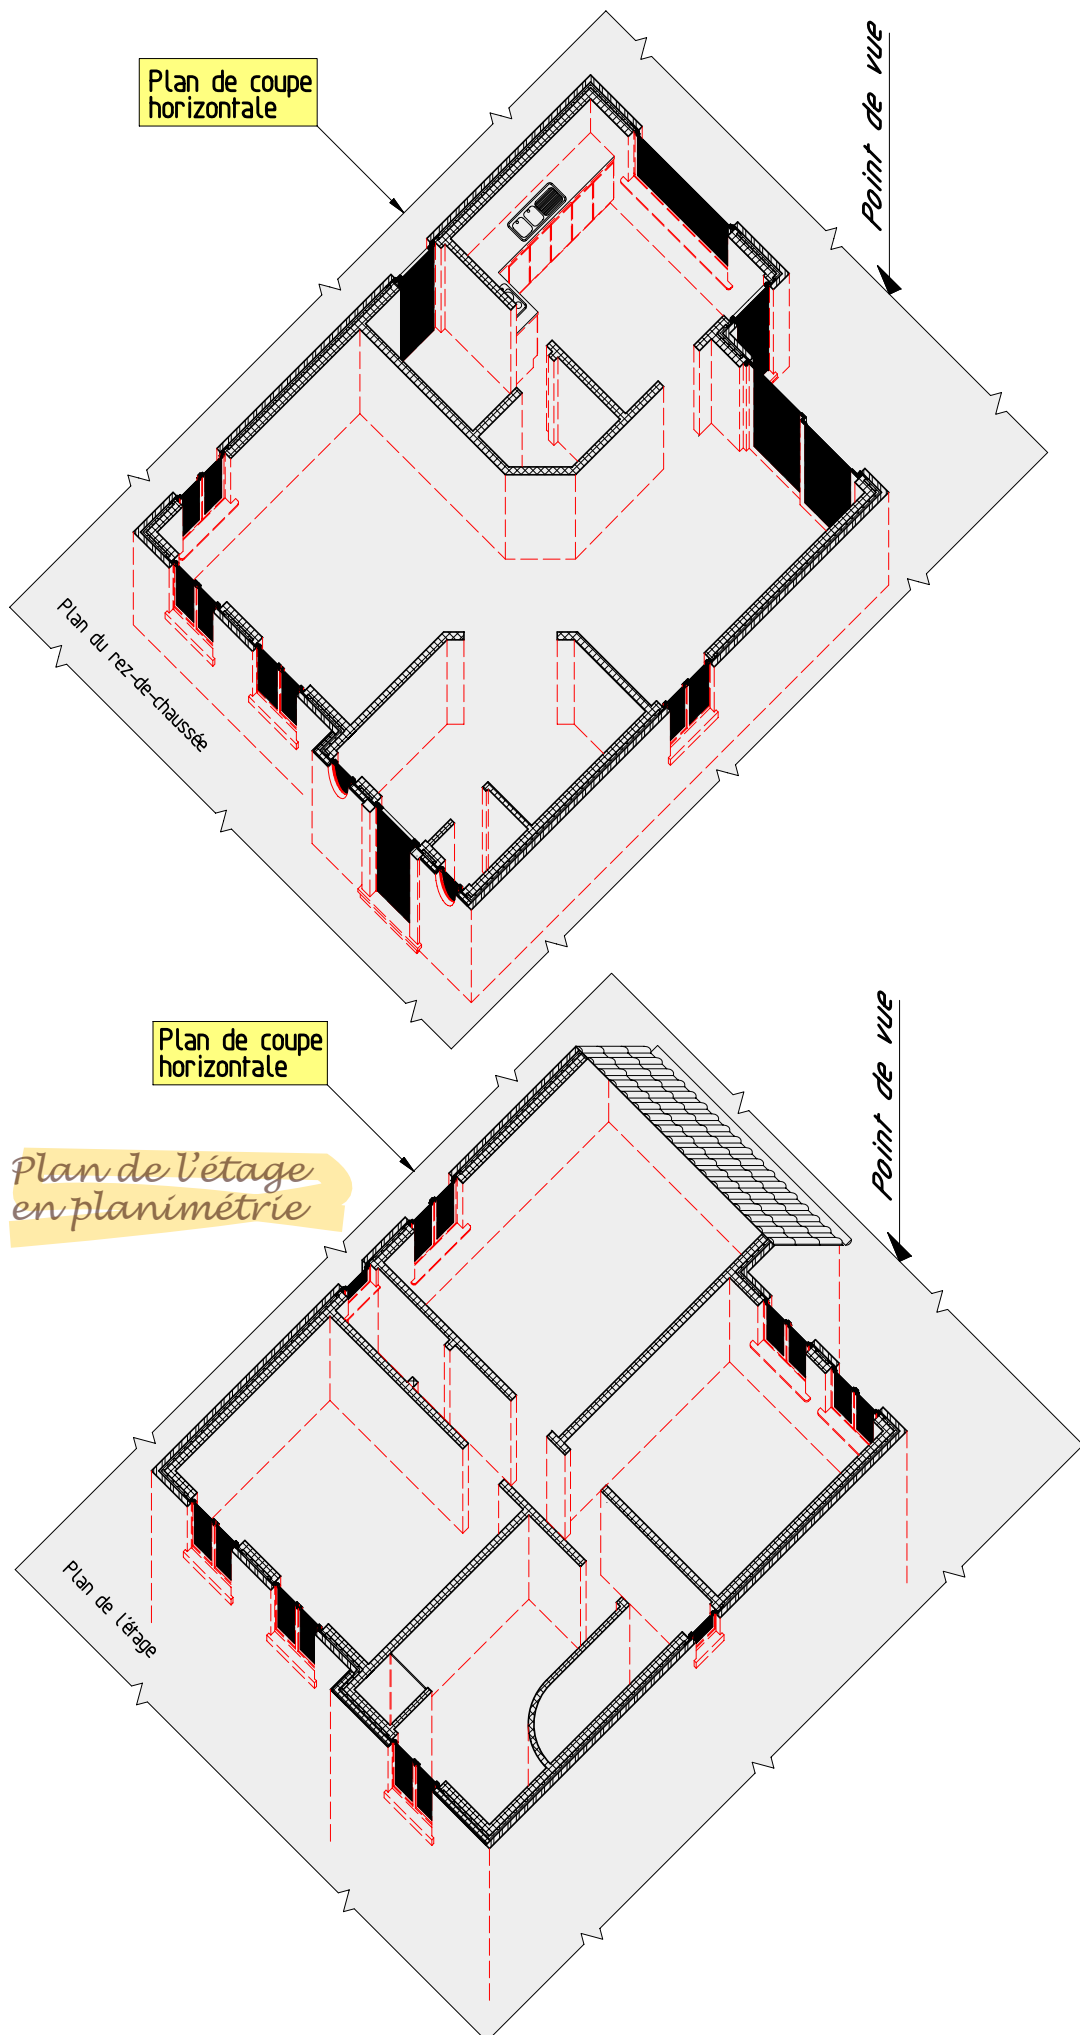 Plan de coupe
horizontale
Point de vue
Plan du rez-de-chaussée
Plan de coupe
horizontale
Point de vue
Plan de l'étage
en planimétrie
Plan de l'étage